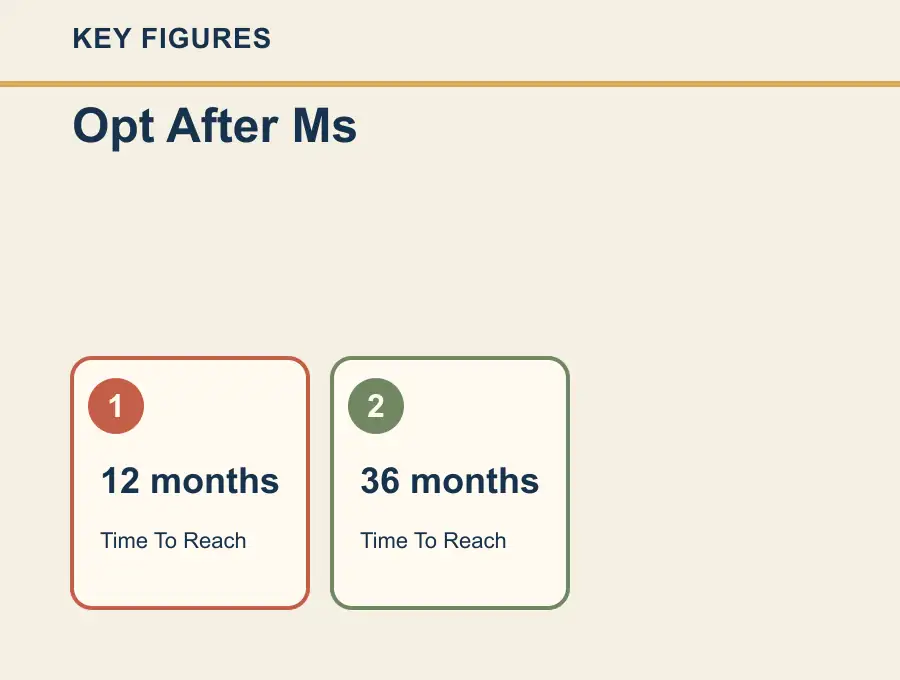 KEY FIGURES
Opt After Ms
1
12 months
Time To Reach
2
36 months
Time To Reach